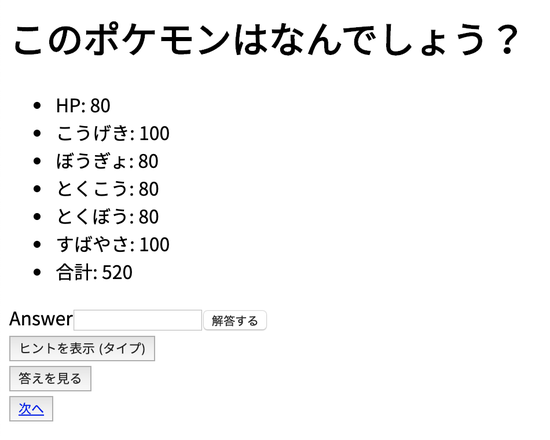 このポケモンはなんでしょう？
HP: 80
こうげき: 100
ぼうぎょ: 80
とくこう: 80
とくぼう: 80
すばやさ: 100
合計: 520
Answer 解答する
ヒントを表示 (タイプ)
答えを見る
次へ